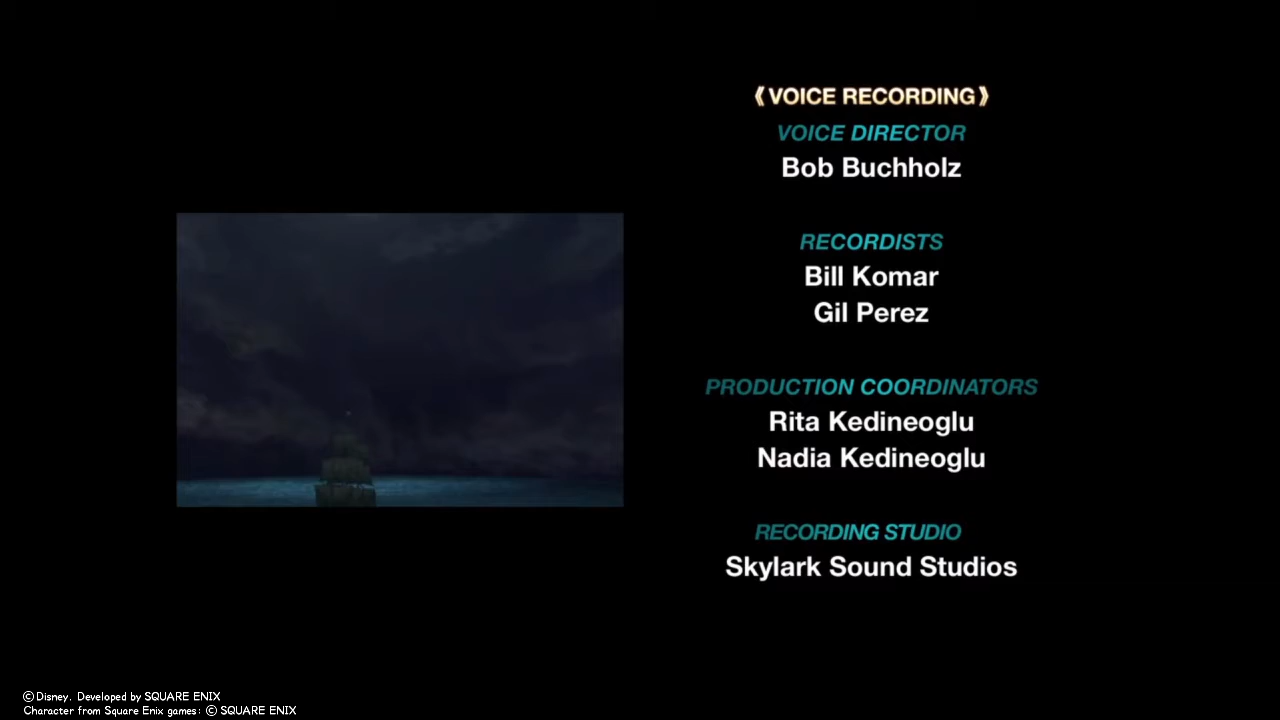 《VOICE RECORDING》
VOICE DIRECTOR
Bob Buchholz
RECORDISTS
Bill Komar
Gil Perez
PRODUCTION COORDINATORS
Rita Kedineoglu
Nadia Kedineoglu
RECORDING STUDIO
Skylark Sound Studios
© Disney. Developed by SQUARE ENIX
Character from Square Enix games: © SQUARE ENIX